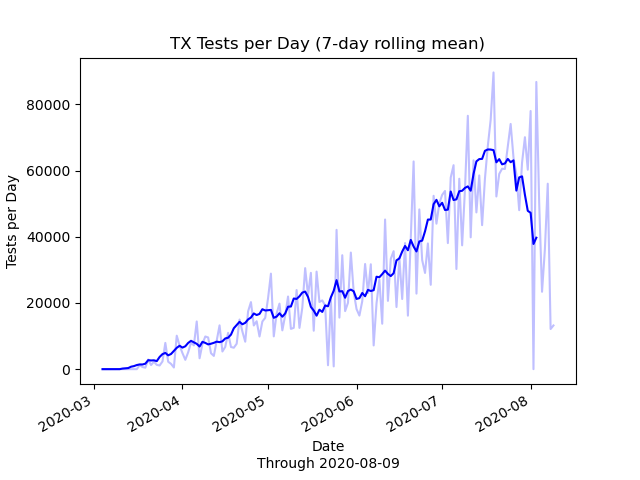 TX Tests per Day (7-day rolling mean)
Tests per Day
80000
60000
40000
20000
0
2020-03
2020-04
2020-05
2020-06
2020-07
2020-08
Date
Through 2020-08-09